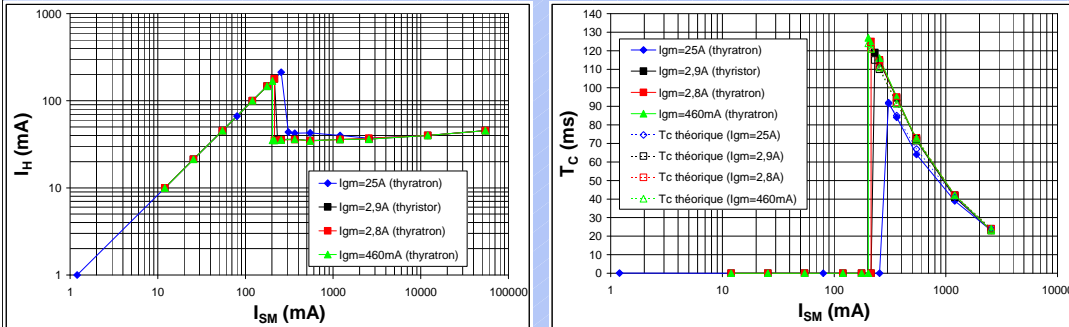 1000
100
10
1
I_H (mA)
Igm=25A (thyratron)
Igm=2,9A (thyristor)
Igm=2,8A (thyratron)
Igm=460mA (thyratron)
1 10 100 1000 10000 100000
I_SM (mA)
140
130
120
110
100
90
80
70
60
50
40
30
20
10
0
T_C (ms)
Igm=25A (thyratron)
Igm=2,9A (thyristor)
Igm=2,8A (thyratron)
Igm=460mA (thyratron)
Tc théorique (Igm=25A)
Tc théorique (Igm=2,9A)
Tc théorique (Igm=2,8A)
Tc théorique (Igm=460mA)
1 10 100 1000 10000
I_SM (mA)